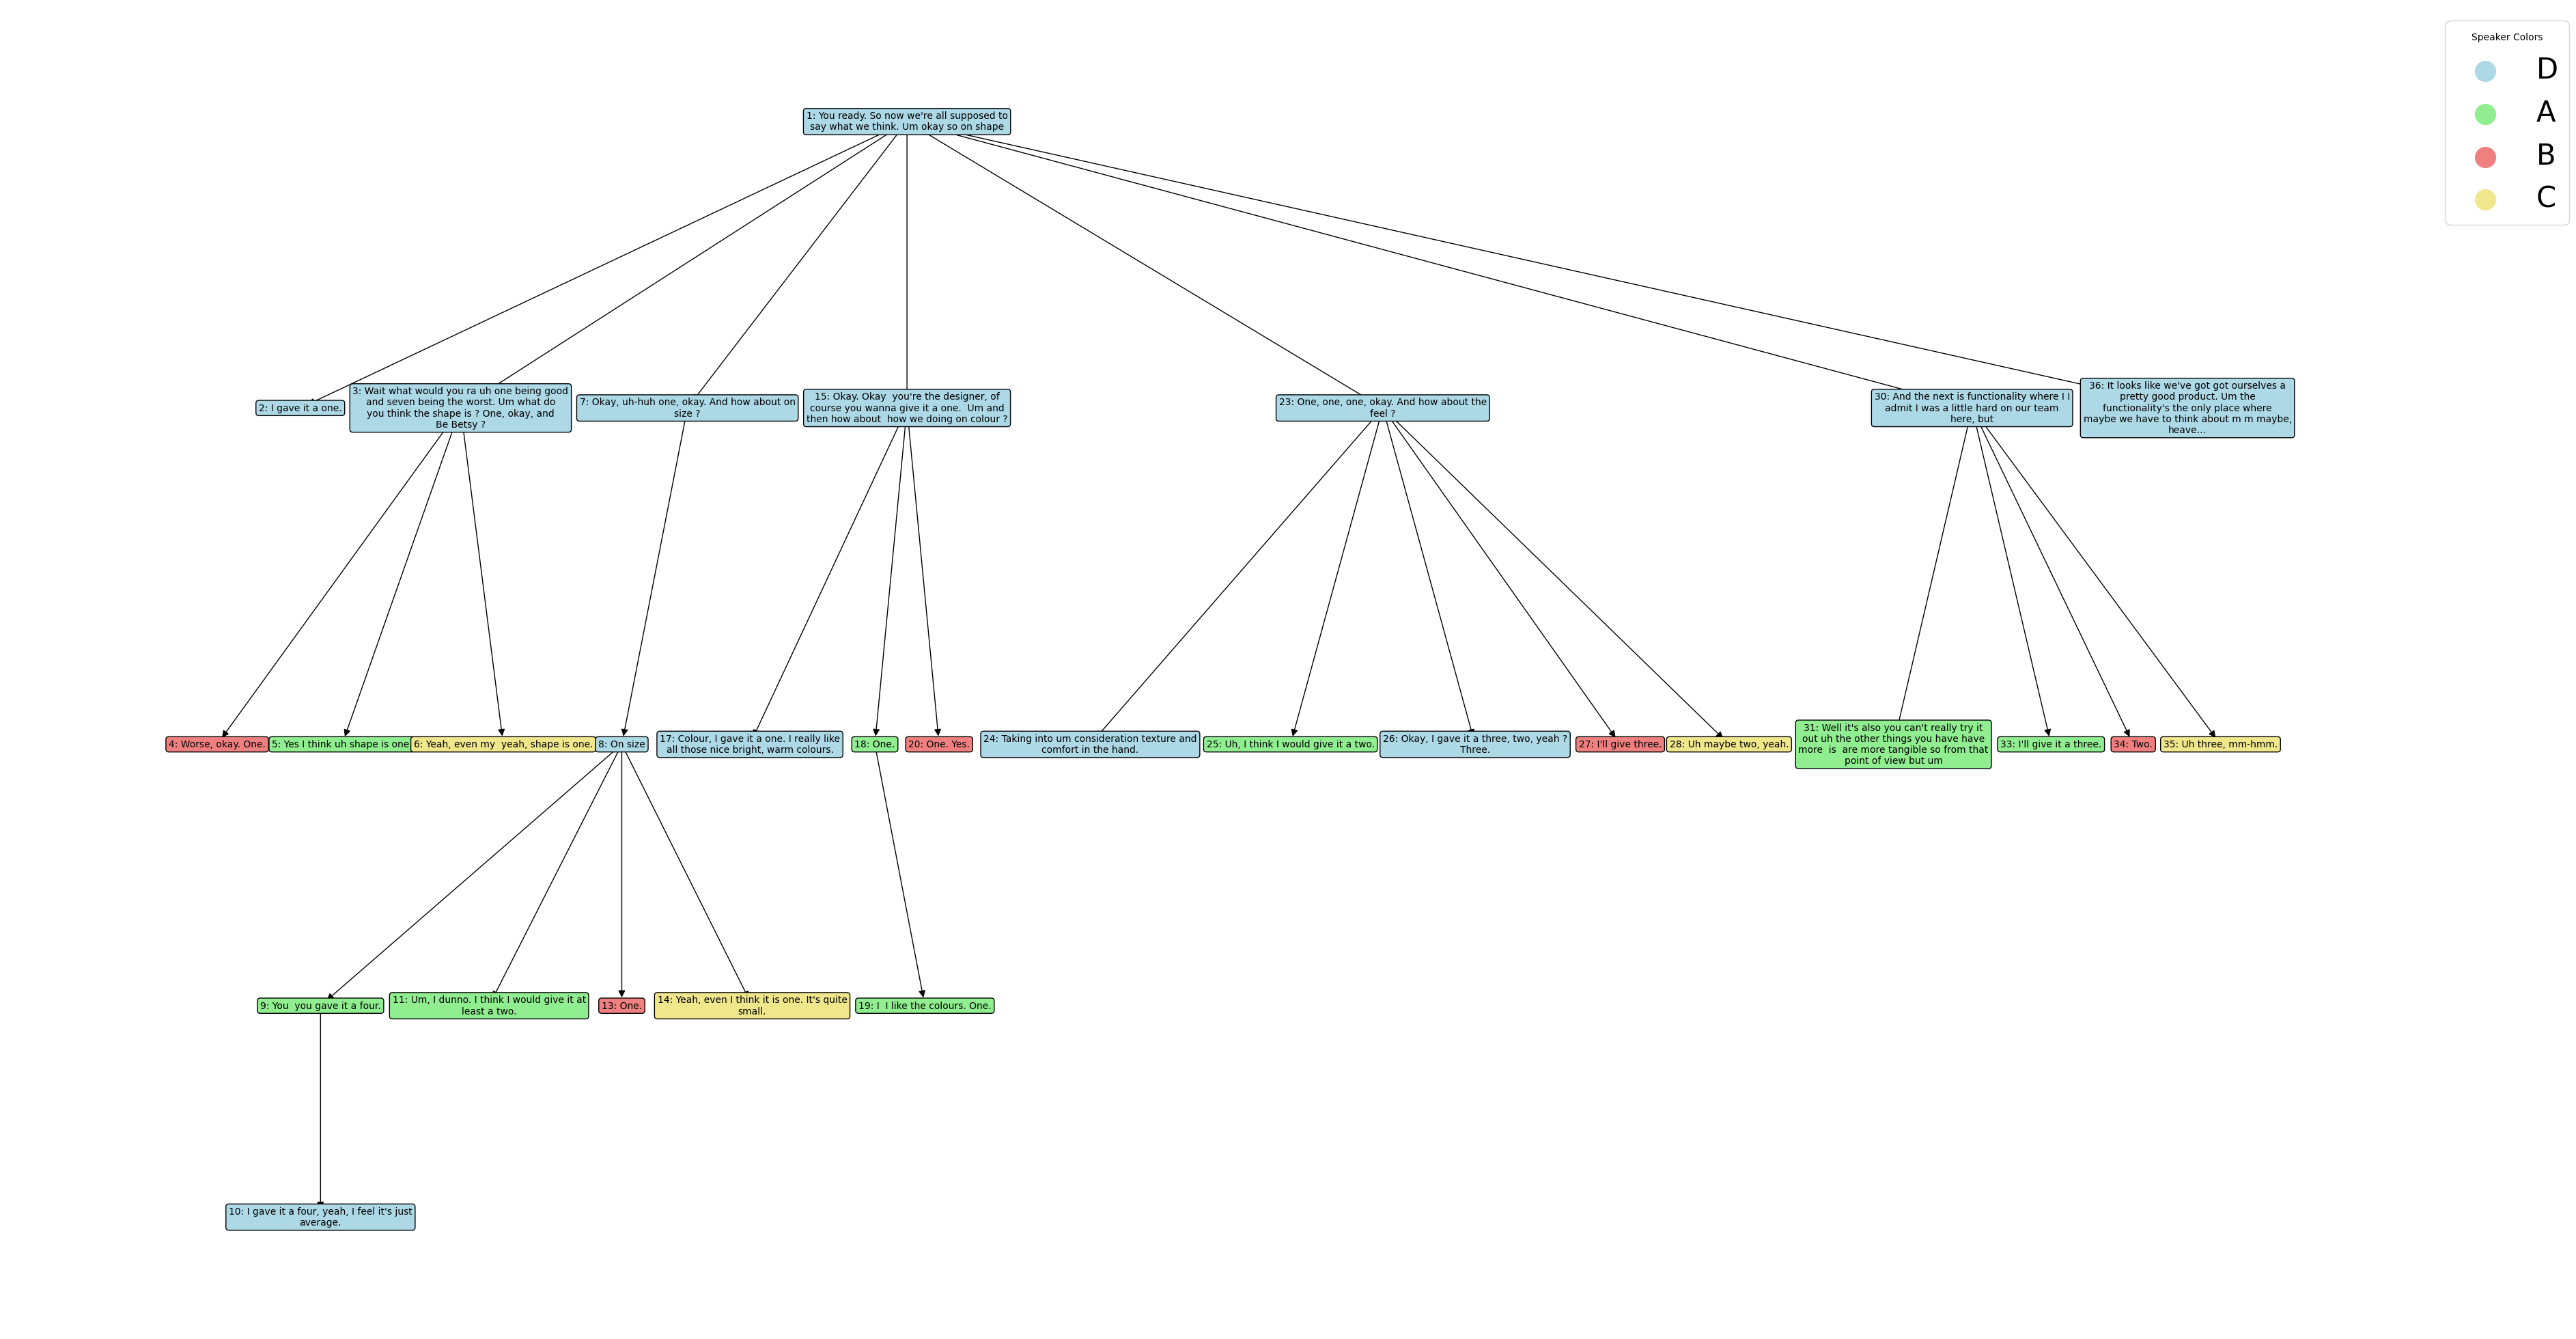 Speaker Colors
D
A
B
C
1: You ready. So now we're all supposed to
say what we think. Um okay so on shape
2: I gave it a one.
3: Wait what would you ra uh one being good
and seven being the worst. Um what do
you think the shape is ? One, okay, and
Be Betsy ?
7: Okay, uh-huh one, okay. And how about on
size ?
15: Okay. Okay  you're the designer, of
course you wanna give it a one.  Um and
then how about  how we doing on colour ?
23: One, one, one, okay. And how about the
feel ?
30: And the next is functionality where I I
admit I was a little hard on our team
here, but
36: It looks like we've got got ourselves a
pretty good product. Um the
functionality's the only place where
maybe we have to think about m m maybe,
heave...
4: Worse, okay. One.
5: Yes I think uh shape is one
6: Yeah, even my  yeah, shape is one.
8: On size
17: Colour, I gave it a one. I really like
all those nice bright, warm colours.
18: One.
20: One. Yes.
24: Taking into um consideration texture and
comfort in the hand.
25: Uh, I think I would give it a two.
26: Okay, I gave it a three, two, yeah ?
Three.
27: I'll give three.
28: Uh maybe two, yeah.
31: Well it's also you can't really try it
out uh the other things you have have
more  is  are more tangible so from that
point of view but um
33: I'll give it a three.
34: Two.
35: Uh three, mm-hmm.
9: You  you gave it a four.
11: Um, I dunno. I think I would give it at
least a two.
13: One.
14: Yeah, even I think it is one. It's quite
small.
19: I  I like the colours. One.
10: I gave it a four, yeah, I feel it's just
average.